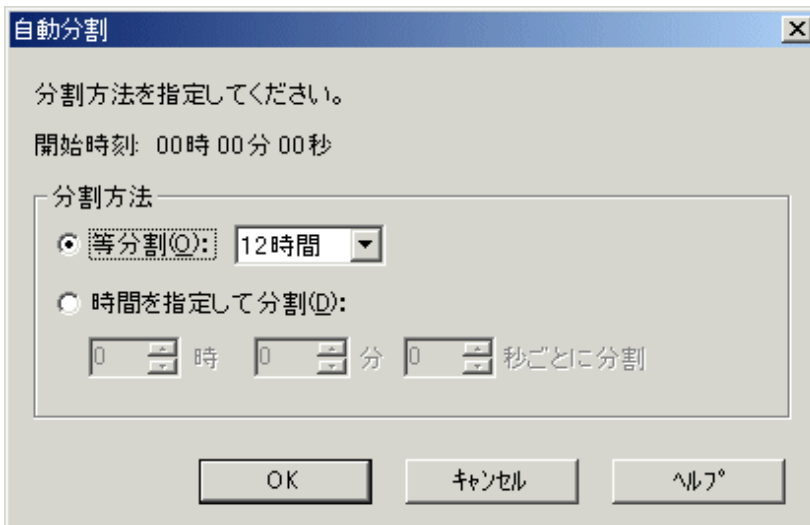 自動分割
分割方法を指定してください。
開始時刻: 00時 00分 00秒
分割方法
等分割(O): 12時間
時間を指定して分割(D):
0 時 0 分 0 秒ごとに分割
OK キャンセル ヘルプ